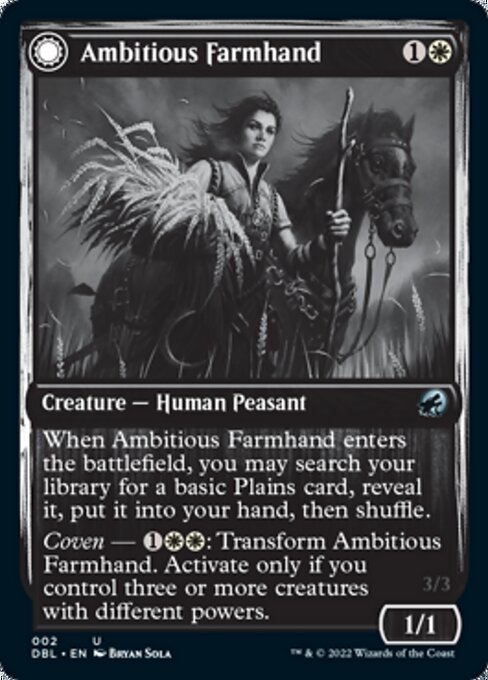 Ambitious Farmhand 1
Creature — Human Peasant
When Ambitious Farmhand enters
the battlefield, you may search your
library for a basic Plains card, reveal
it, put it into your hand, then shuffle.
Coven — 1: Transform Ambitious
Farmhand. Activate only if you
control three or more creatures
with different powers.
3/3
1/1
002 U
DBL • EN Bryan Sola
™ & © 2022 Wizards of the Coast